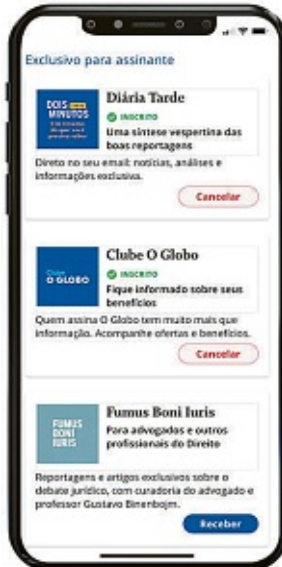 Exclusivo para assinante
DOIS
MINUTOS
Diária Tarde
INSCRITO
Uma síntese vespertina das
boas reportagens
Direto no seu email: notícias, análises e
informações exclusiva.
Cancelar
Clube
O GLOBO
Clube O Globo
INSCRITO
Fique informado sobre seus
benefícios
Quem assina O Globo tem muito mais que
informação. Acompanhe ofertas e benefícios.
Cancelar
FUMUS
BONI
IURIS
Fumus Boni Iuris
Para advogados e outros
profissionais do Direito
Reportagens e artigos exclusivos sobre o
debate jurídico, com curadoria do advogado e
professor Gustavo Binenbojm.
Receber